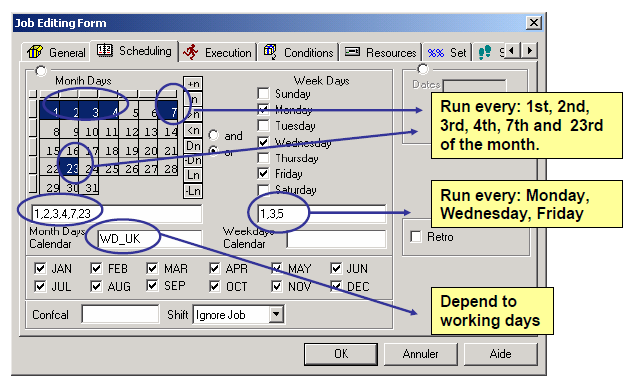 Job Editing Form
General Scheduling Execution Conditions Resources %% Set S
Month Days
Week Days
Dates
1 2 3 4 5 6 7
8 9 10 11 12 13 14
15 16 17 18 19 20 21
22 23 24 25 26 27 28
29 30 31
+n
>n
<n
Dn
-Dn
Ln
-Ln
and
or
Sunday
Monday
Tuesday
Wednesday
Thursday
Friday
Saturday
Run every: 1st, 2nd,
3rd, 4th, 7th and 23rd
of the month.
1,2,3,4,7,23
1,3,5
Run every: Monday,
Wednesday, Friday
Month Days
Calendar
WD_UK
Weekdays
Calendar
Retro
JAN FEB MAR APR MAY JUN
JUL AUG SEP OCT NOV DEC
Depend to
working days
Confcal
Shift Ignore Job
OK Annuler Aide